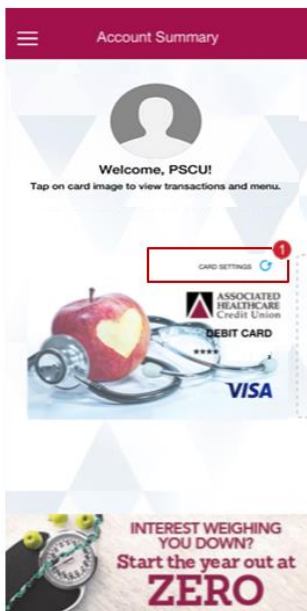 Account Summary
Welcome, PSCU!
Tap on card image to view transactions and menu.
1
CARD SETTINGS
ASSOCIATED
HEALTHCARE
Credit Union
DEBIT CARD
****
VISA
INTEREST WEIGHING
YOU DOWN?
Start the year out at
ZERO